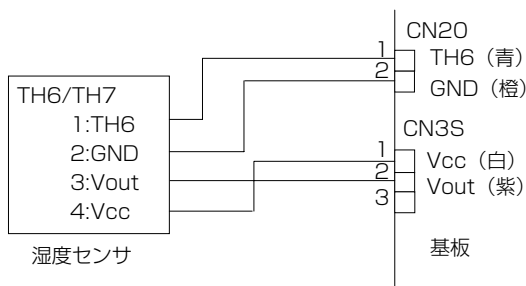 TH6/TH7
1:TH6
2:GND
3:Vout
4:Vcc
湿度センサ
CN20
1
TH6（青）
2
GND（橙）
CN3S
1
Vcc（白）
2
Vout（紫）
3
基板